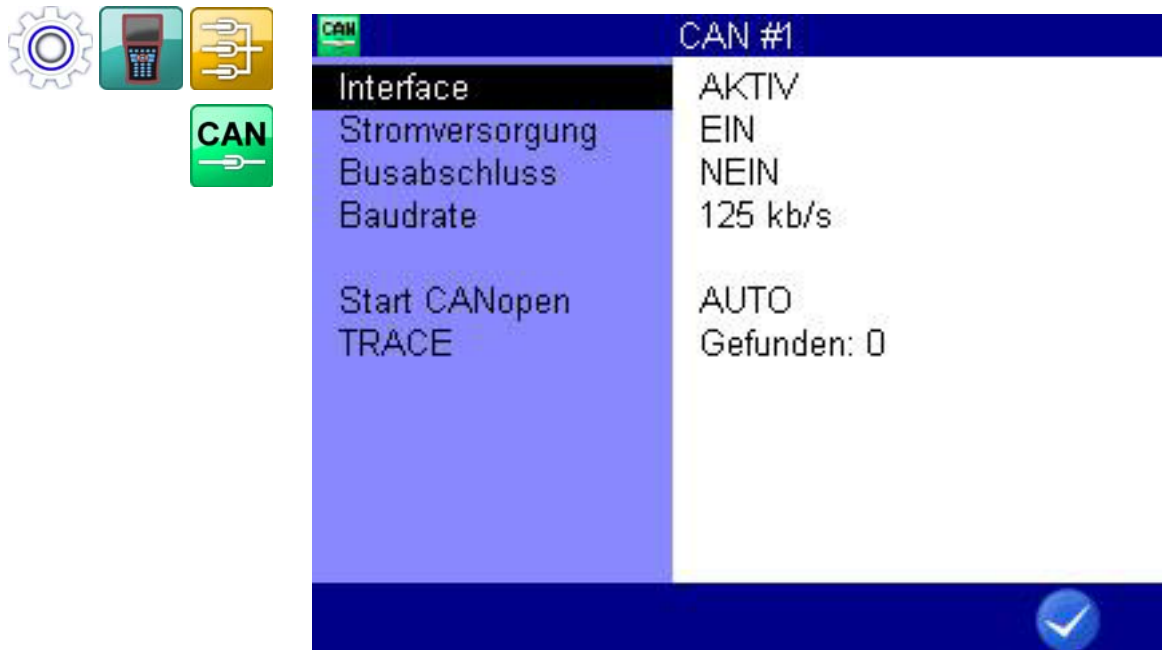 CAN
CAN
CAN #1
Interface AKTIV
Stromversorgung EIN
Busabschluss NEIN
Baudrate 125 kb/s
Start CANopen AUTO
TRACE Gefunden: 0